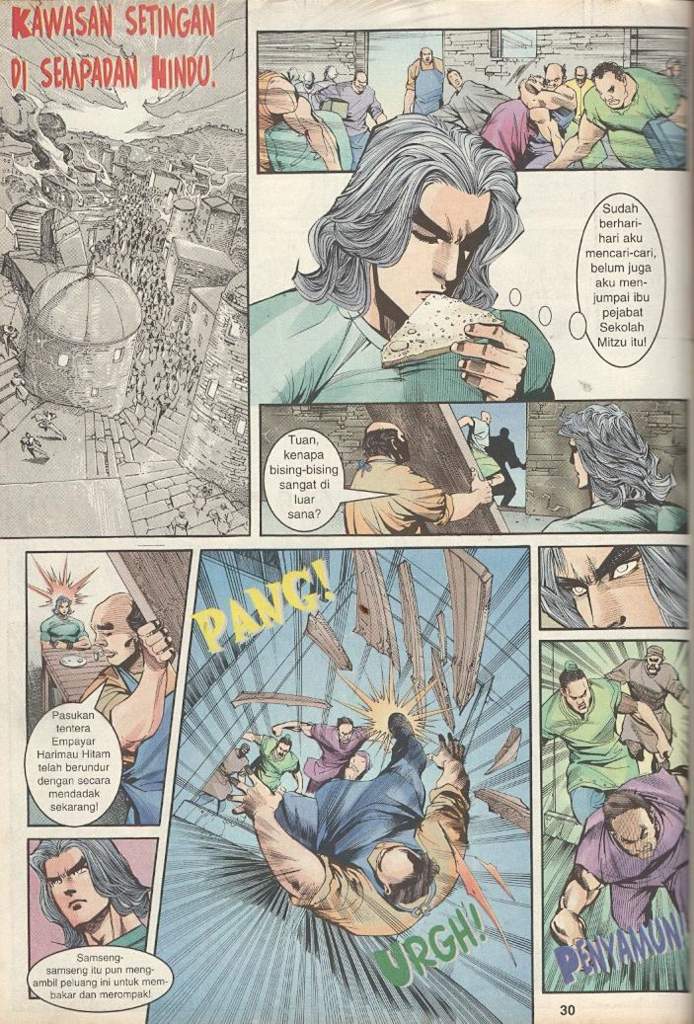 KAWASAN SETINGAN
DI SEMPADAN HINDU.
Sudah
berhari-
hari aku
mencari-cari,
belum juga
aku men-
jumpai ibu
pejabat
Sekolah
Mitzu itu!
Tuan,
kenapa
bising-bising
sangat di
luar
sana?
Pasukan
tentera
Empayar
Harimau Hitam
telah berundur
dengan secara
mendadak
sekarang!
Samseng-
samseng itu pun meng-
ambil peluang ini untuk mem-
bakar dan merompak!
PANG!
URGH!
PENYAMUN!
30